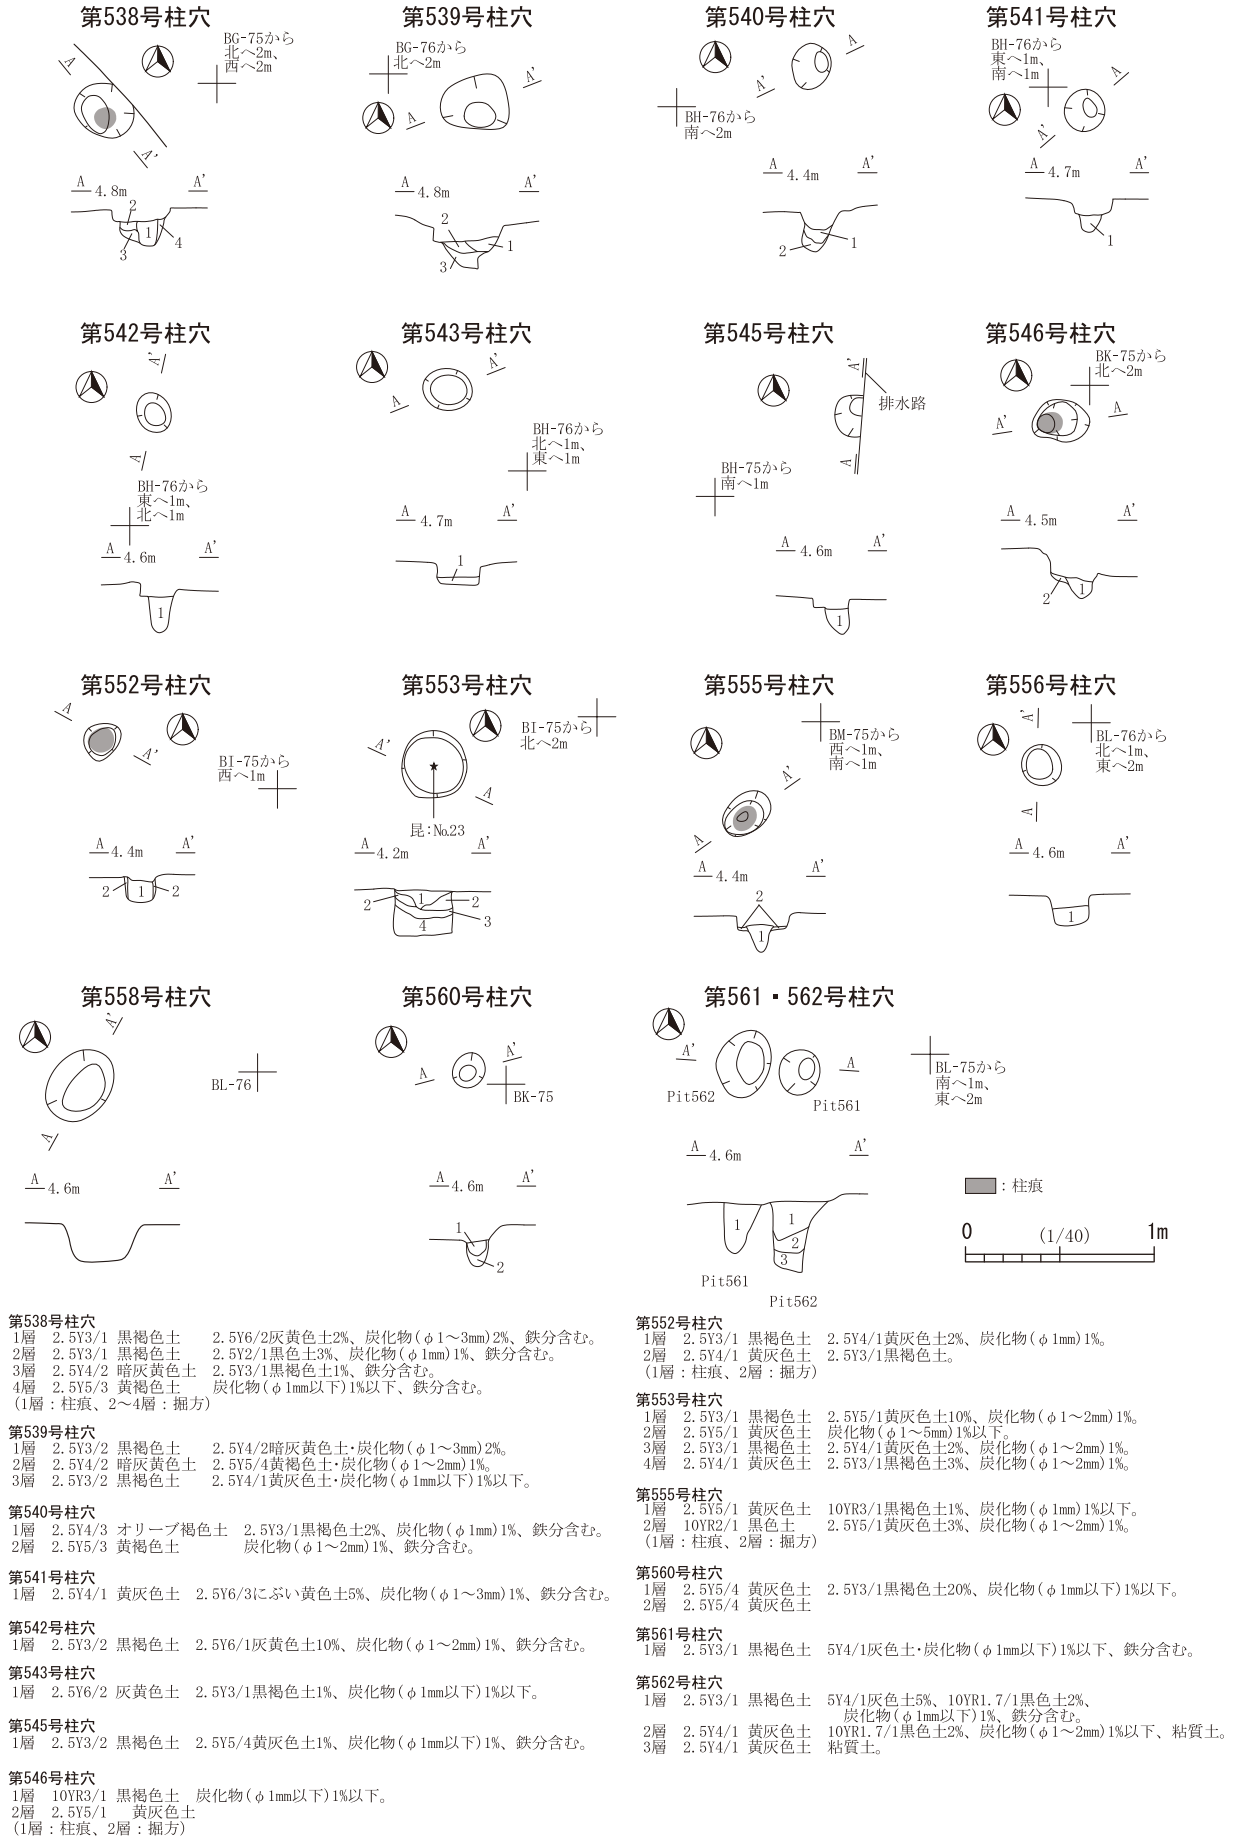 第538号柱穴
BG-75から
北へ2m、
西へ2m
A
A'
A 4.8m A'
2
1
3
4
第539号柱穴
BG-76から
北へ2m
A
A'
A 4.8m A'
2
1
3
第540号柱穴
A
A'
BH-76から
南へ2m
A 4.4m A'
1
2
第541号柱穴
BH-76から
東へ1m、
南へ1m
A
A'
A 4.7m A'
1
第542号柱穴
A'
A
BH-76から
東へ1m、
北へ1m
A 4.6m A'
1
第543号柱穴
A'
A
BH-76から
北へ1m、
東へ1m
A 4.7m A'
1
第545号柱穴
A'
排水路
A
BH-75から
南へ1m
A 4.6m A'
1
第546号柱穴
BK-75から
北へ2m
A
A'
A 4.5m A'
2
1
第552号柱穴
A
A'
BI-75から
西へ1m
A 4.4m A'
2
1
2
第553号柱穴
BI-75から
北へ2m
A'
A
昆:No.23
A 4.2m A'
2
1
2
3
4
第555号柱穴
BM-75から
西へ1m、
南へ1m
A'
A
A 4.4m A'
2
1
第556号柱穴
A'
BL-76から
北へ1m、
東へ2m
A
A 4.6m A'
1
第558号柱穴
A'
BL-76
A
A 4.6m A'
第560号柱穴
A'
A
BK-75
A 4.6m A'
1
2
第561・562号柱穴
A'
A
Pit562
Pit561
BL-75から
南へ1m、
東へ2m
A 4.6m A'
1
1
2
3
Pit561
Pit562
:柱痕
0 (1/40) 1m
第538号柱穴
1層 2.5Y3/1 黒褐色土 2.5Y6/2灰黄色土2%、炭化物(φ1〜3mm)2%、鉄分含む。
2層 2.5Y3/1 黒褐色土 2.5Y2/1黒色土3%、炭化物(φ1mm)1%、鉄分含む。
3層 2.5Y4/2 暗灰黄色土 2.5Y3/1黒褐色土1%、鉄分含む。
4層 2.5Y5/3 黄褐色土 炭化物(φ1mm以下)1%以下、鉄分含む。
(1層:柱痕、2〜4層:掘方)
第539号柱穴
1層 2.5Y3/2 黒褐色土 2.5Y4/2暗灰黄色土・炭化物(φ1〜3mm)2%。
2層 2.5Y4/2 暗灰黄色土 2.5Y5/4黄褐色土・炭化物(φ1〜2mm)1%。
3層 2.5Y3/2 黒褐色土 2.5Y4/1黄灰色土・炭化物(φ1mm以下)1%以下。
第540号柱穴
1層 2.5Y4/3 オリーブ褐色土 2.5Y3/1黒褐色土2%、炭化物(φ1mm)1%、鉄分含む。
2層 2.5Y5/3 黄褐色土 炭化物(φ1〜2mm)1%、鉄分含む。
第541号柱穴
1層 2.5Y4/1 黄灰色土 2.5Y6/3にぶい黄色土5%、炭化物(φ1〜3mm)1%、鉄分含む。
第542号柱穴
1層 2.5Y3/2 黒褐色土 2.5Y6/1灰黄色土10%、炭化物(φ1〜2mm)1%、鉄分含む。
第543号柱穴
1層 2.5Y6/2 灰黄色土 2.5Y3/1黒褐色土1%、炭化物(φ1mm以下)1%以下。
第545号柱穴
1層 2.5Y3/2 黒褐色土 2.5Y5/4黄灰色土1%、炭化物(φ1mm以下)1%、鉄分含む。
第546号柱穴
1層 10YR3/1 黒褐色土 炭化物(φ1mm以下)1%以下。
2層 2.5Y5/1 黄灰色土
(1層:柱痕、2層:掘方)
第552号柱穴
1層 2.5Y3/1 黒褐色土 2.5Y4/1黄灰色土2%、炭化物(φ1mm)1%。
2層 2.5Y4/1 黄灰色土 2.5Y3/1黒褐色土。
(1層:柱痕、2層:掘方)
第553号柱穴
1層 2.5Y3/1 黒褐色土 2.5Y5/1黄灰色土10%、炭化物(φ1〜2mm)1%。
2層 2.5Y5/1 黄灰色土 炭化物(φ1〜5mm)1%以下。
3層 2.5Y3/1 黒褐色土 2.5Y4/1黄灰色土2%、炭化物(φ1〜2mm)1%。
4層 2.5Y4/1 黄灰色土 2.5Y3/1黒褐色土3%、炭化物(φ1〜2mm)1%。
第555号柱穴
1層 2.5Y5/1 黄灰色土 10YR3/1黒褐色土1%、炭化物(φ1mm)1%以下。
2層 10YR2/1 黒色土 2.5Y5/1黄灰色土3%、炭化物(φ1〜2mm)1%。
(1層:柱痕、2層:掘方)
第560号柱穴
1層 2.5Y5/4 黄灰色土 2.5Y3/1黒褐色土20%、炭化物(φ1mm以下)1%以下。
2層 2.5Y5/4 黄灰色土
第561号柱穴
1層 2.5Y3/1 黒褐色土 5Y4/1灰色土・炭化物(φ1mm以下)1%以下、鉄分含む。
第562号柱穴
1層 2.5Y3/1 黒褐色土 5Y4/1灰色土5%、10YR1.7/1黒色土2%、
炭化物(φ1mm以下)1%、鉄分含む。
2層 2.5Y4/1 黄灰色土 10YR1.7/1黒色土2%、炭化物(φ1〜2mm)1%以下、粘質土。
3層 2.5Y4/1 黄灰色土 粘質土。